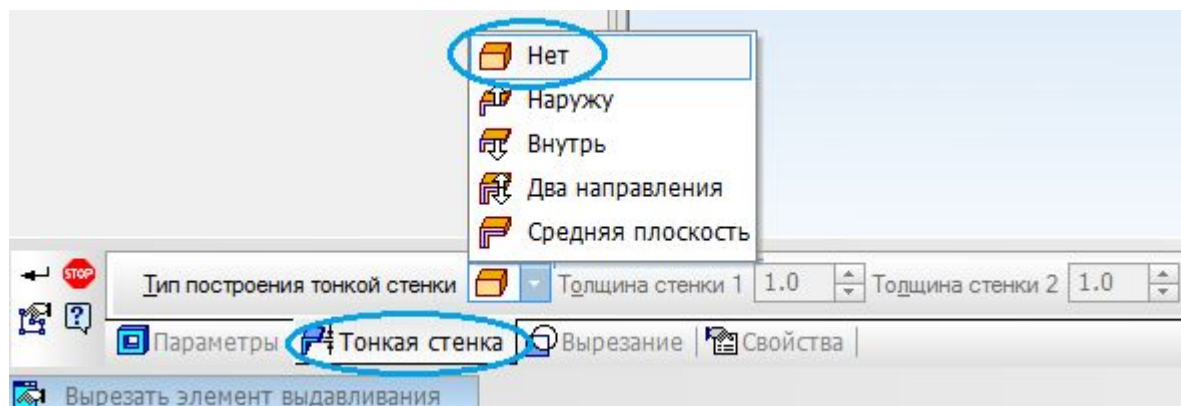 Нет
Наружу
Внутрь
Два направления
Средняя плоскость
STOP Тип построения тонкой стенки Толщина стенки 1 1.0 Толщина стенки 2 1.0
? Параметры Тонкая стенка Вырезание Свойства
Вырезать элемент выдавливания